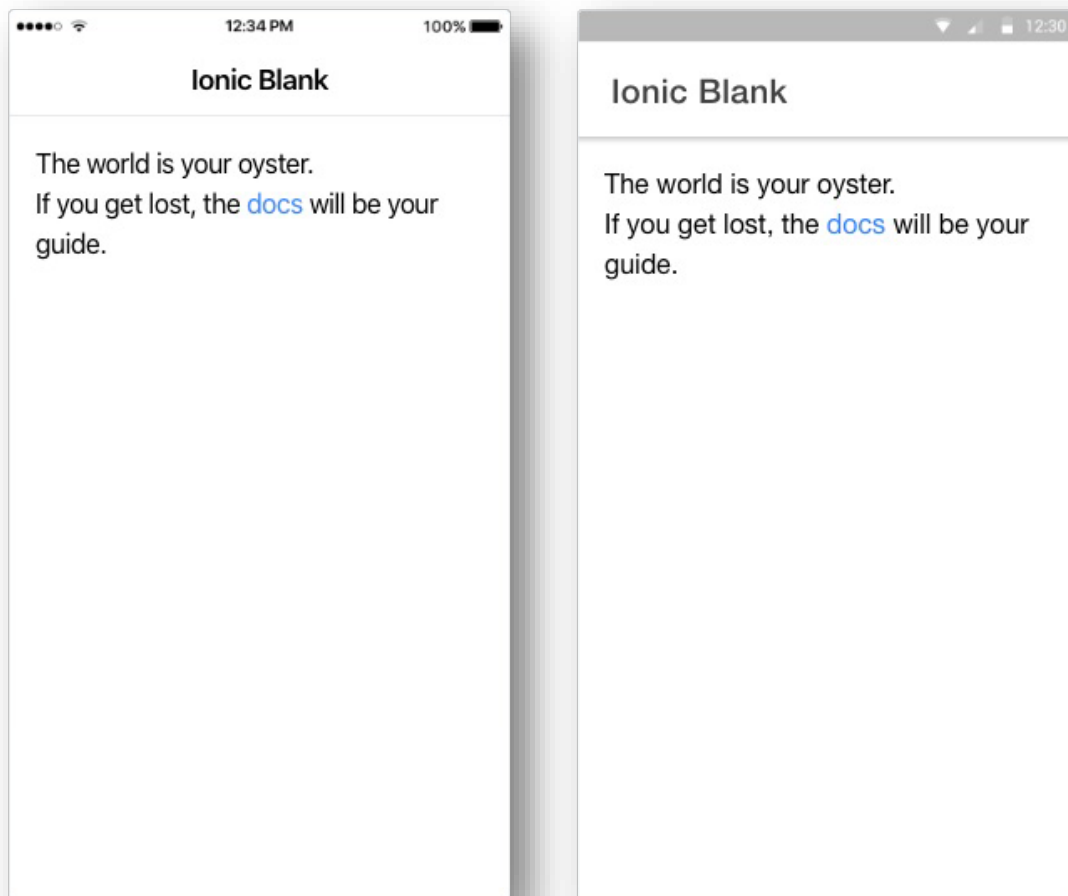 12:34 PM 100%
Ionic Blank
The world is your oyster.
If you get lost, the docs will be your
guide.
12:30
Ionic Blank
The world is your oyster.
If you get lost, the docs will be your
guide.